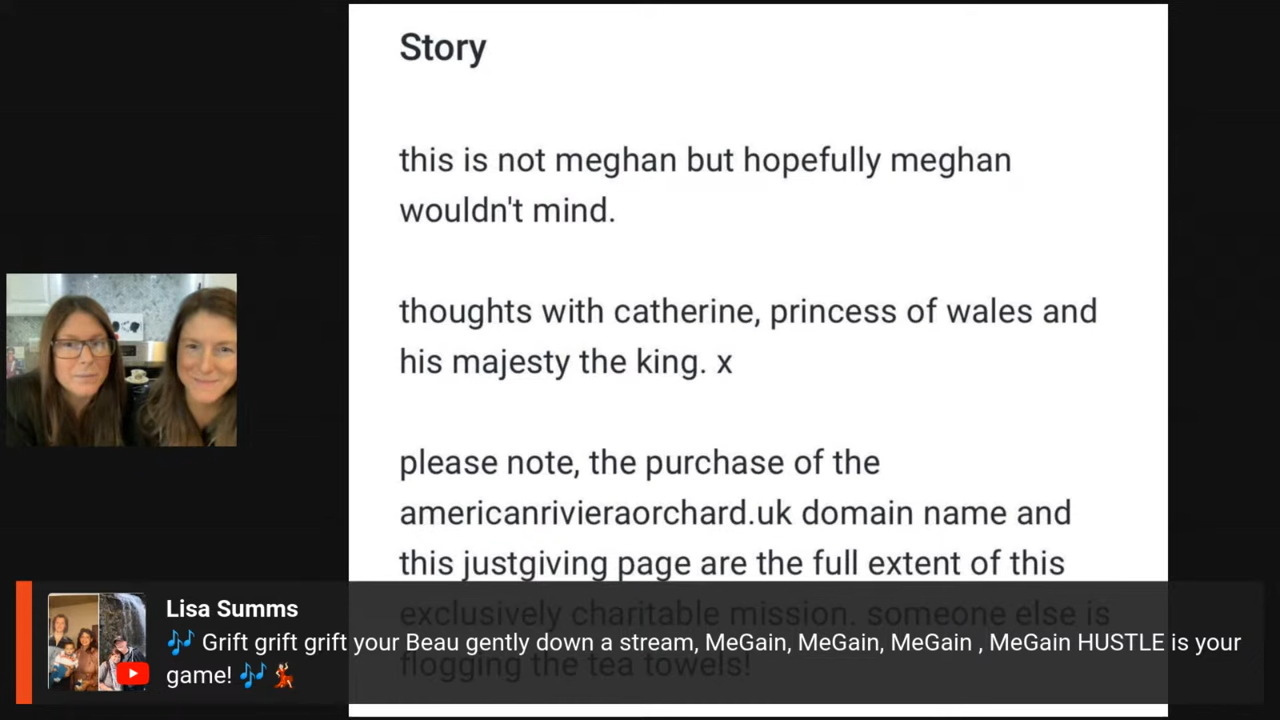 Story
this is not meghan but hopefully meghan
wouldn't mind.
thoughts with catherine, princess of wales and
his majesty the king. x
please note, the purchase of the
americanrivieraorchard.uk domain name and
this justgiving page are the full extent of this
exclusively charitable mission. someone else is
flogging the tea towels!
Lisa Summs
🎶 Grift grift grift your Beau gently down a stream, MeGain, MeGain, MeGain , MeGain HUSTLE is your
game! 🎶💃